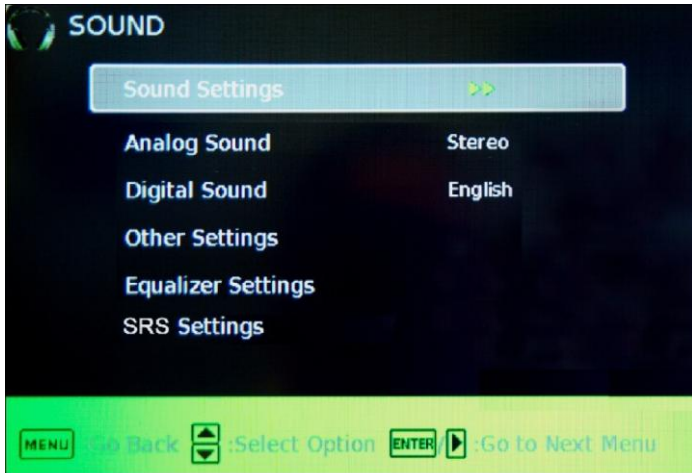 SOUND
Sound Settings
Analog Sound Stereo
Digital Sound English
Other Settings
Equalizer Settings
SRS Settings
MENU Go Back :Select Option ENTER/ :Go to Next Menu